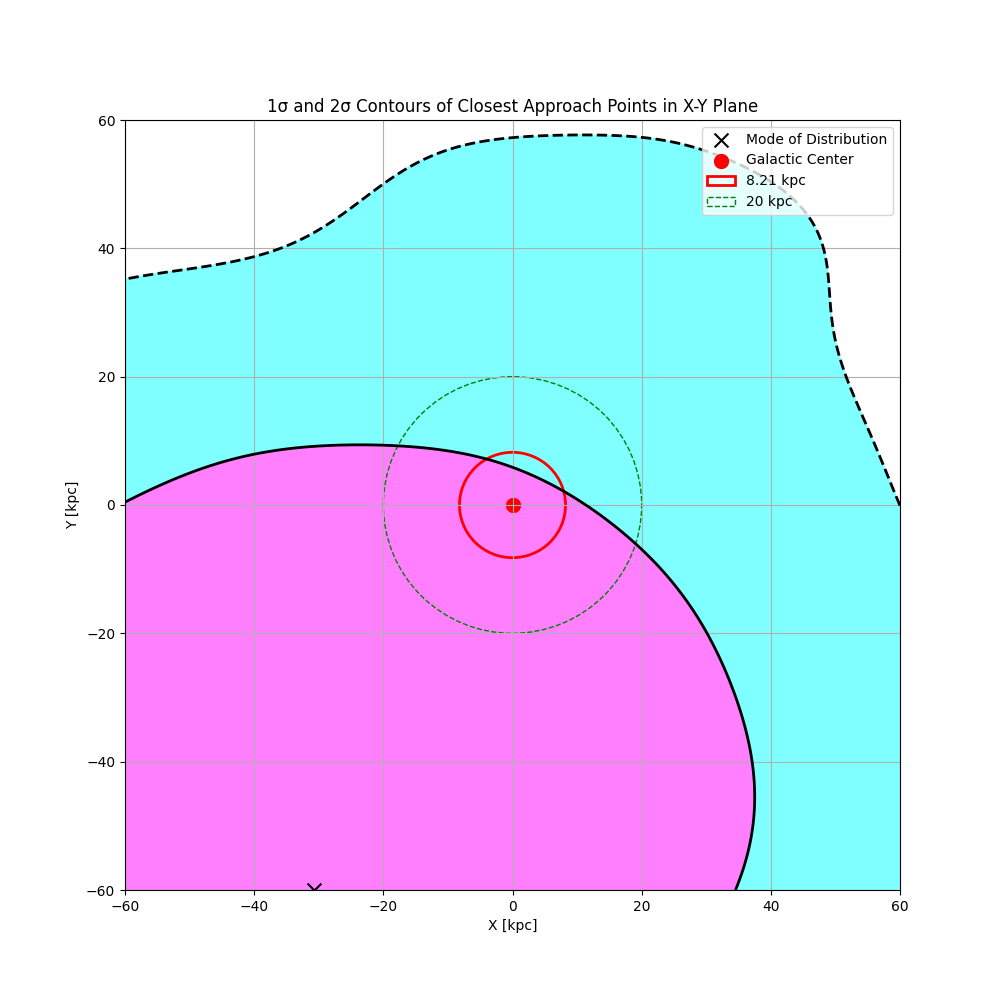 1σ and 2σ Contours of Closest Approach Points in X-Y Plane
Mode of Distribution
Galactic Center
8.21 kpc
20 kpc
60
40
20
0
−20
−40
−60
Y [kpc]
−60 −40 −20 0 20 40 60
X [kpc]